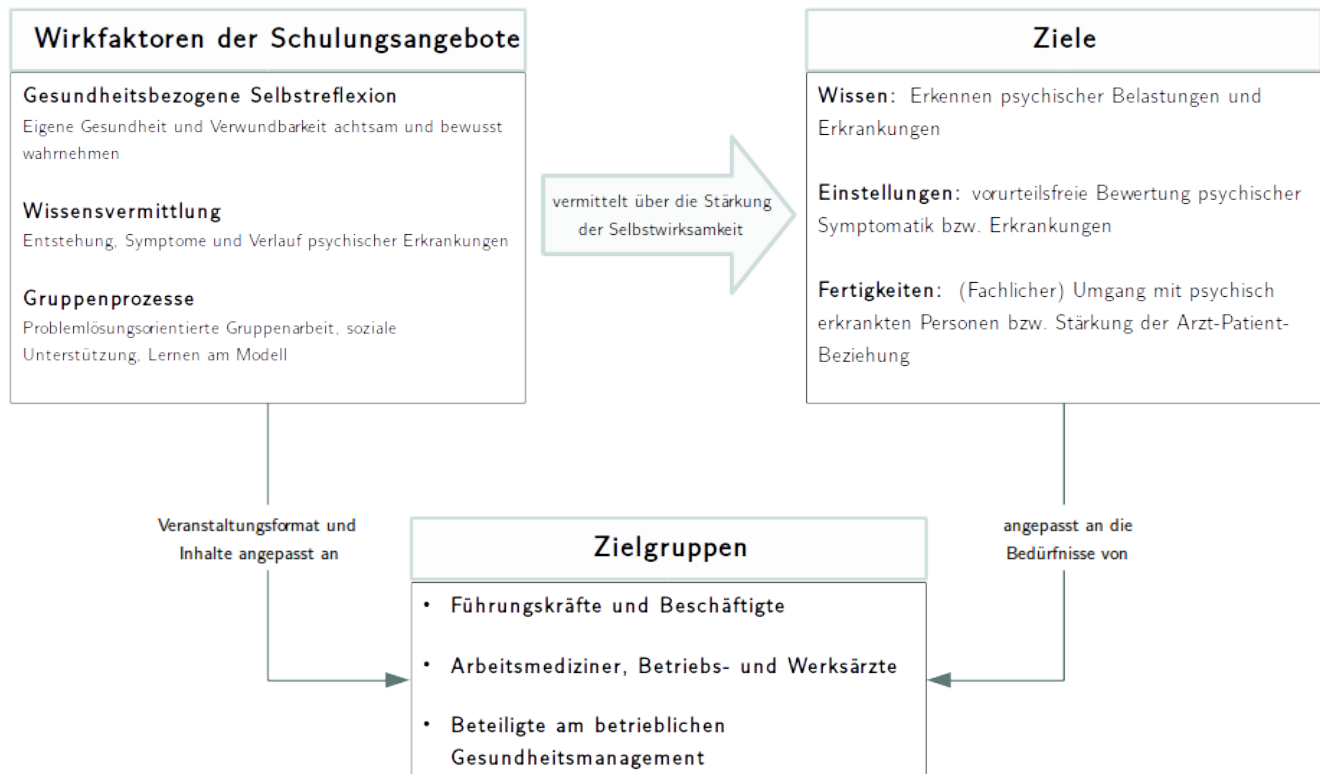 Wirkfaktoren der Schulungsangebote
Gesundheitsbezogene Selbstreflexion
Eigene Gesundheit und Verwundbarkeit achtsam und bewusst
wahrnehmen
Wissensvermittlung
Entstehung, Symptome und Verlauf psychischer Erkrankungen
Gruppenprozesse
Problemlösungsorientierte Gruppenarbeit, soziale
Unterstützung, Lernen am Modell
vermittelt über die Stärkung
der Selbstwirksamkeit
Ziele
Wissen: Erkennen psychischer Belastungen und
Erkrankungen
Einstellungen: vorurteilsfreie Bewertung psychischer
Symptomatik bzw. Erkrankungen
Fertigkeiten: (Fachlicher) Umgang mit psychisch
erkrankten Personen bzw. Stärkung der Arzt-Patient-
Beziehung
Veranstaltungsformat und
Inhalte angepasst an
angepasst an die
Bedürfnisse von
Zielgruppen
• Führungskräfte und Beschäftigte
• Arbeitsmediziner, Betriebs- und Werksärzte
• Beteiligte am betrieblichen
Gesundheitsmanagement